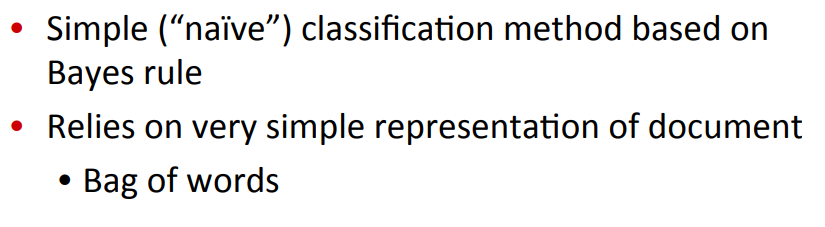 • Simple (“naïve”) classification method based on
Bayes rule
• Relies on very simple representation of document
• Bag of words